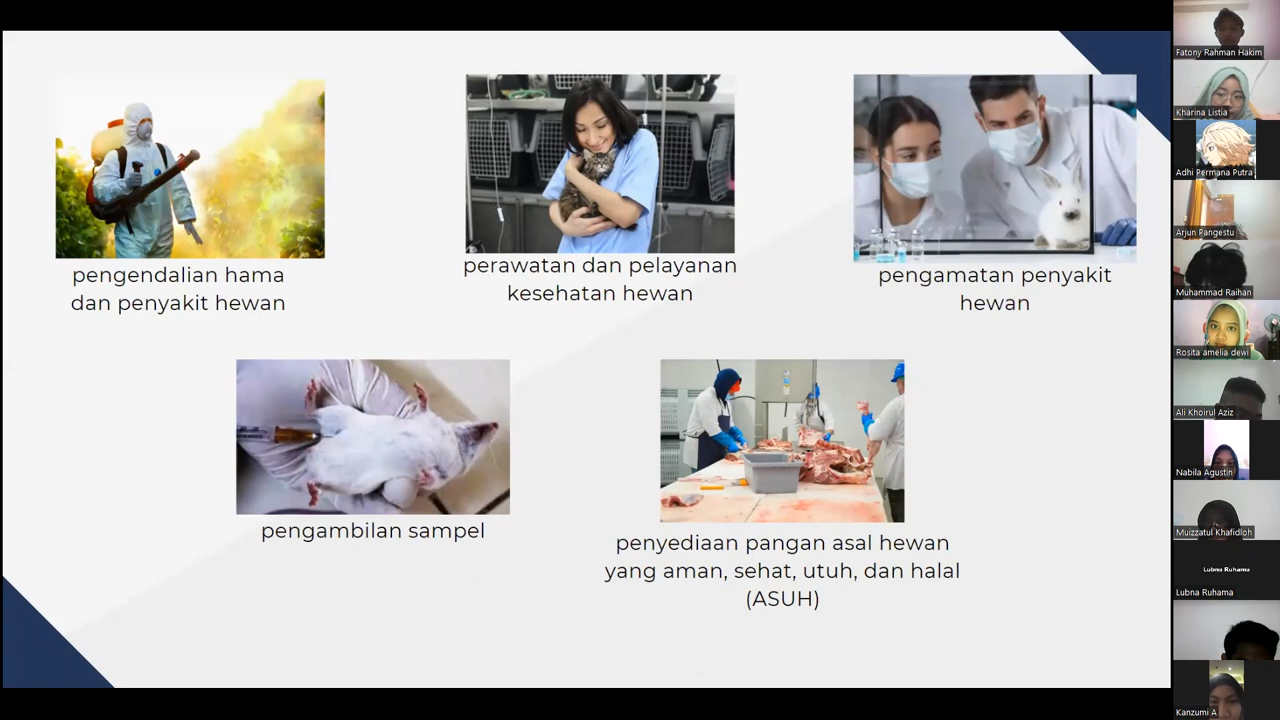 pengendalian hama
dan penyakit hewan
perawatan dan pelayanan
kesehatan hewan
pengamatan penyakit
hewan
pengambilan sampel
penyediaan pangan asal hewan
yang aman, sehat, utuh, dan halal
(ASUH)
Fatony Rahman Hakim
Kharina Listia
Adhi Permana Putra
Arjun Pangestu
Muhammad Raihan
Rosita amelia dewi
Ali Khoirul Aziz
Nabila Agustin
Muizzatul Khafidloh
Lubna Ruhama
Lubna Ruhama
Kanzumi A